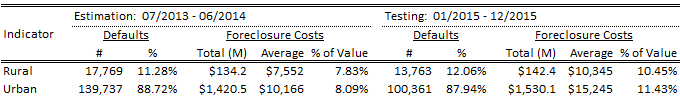 Estimation: 07/2013 - 06/2014 Testing: 01/2015 - 12/2015
Indicator Defaults Foreclosure Costs Defaults Foreclosure Costs
# % Total (M) Average % of Value # % Total (M) Average % of Value
Rural 17,769 11.28% $134.2 $7,552 7.83% 13,763 12.06% $142.4 $10,345 10.45%
Urban 139,737 88.72% $1,420.5 $10,166 8.09% 100,361 87.94% $1,530.1 $15,245 11.43%